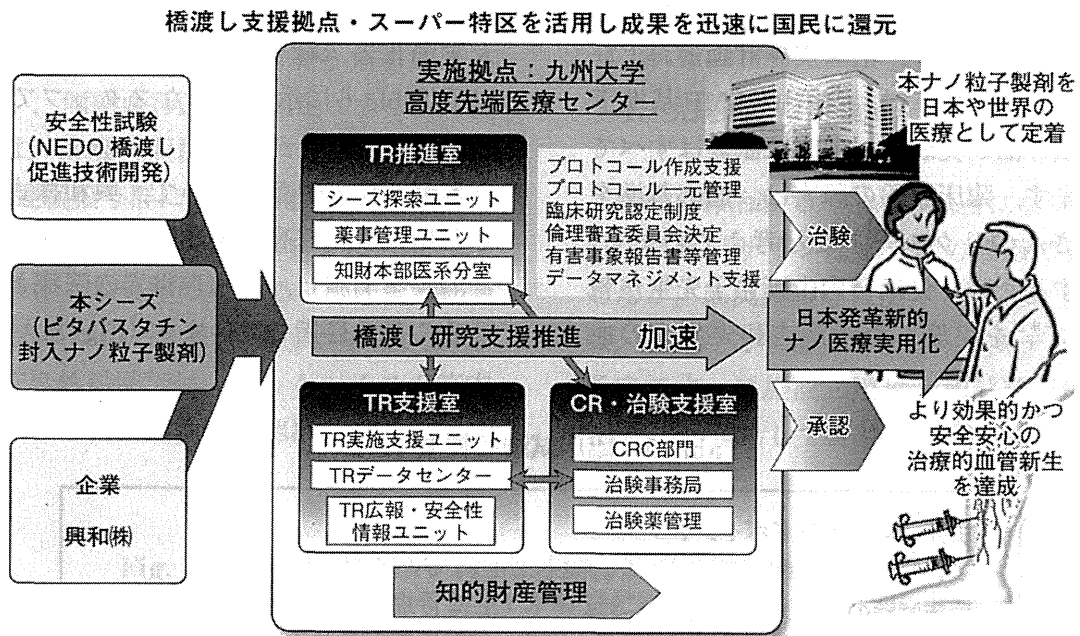 橋渡し支援拠点・スーパー特区を活用し成果を迅速に国民に還元
安全性試験
(NEDO 橋渡し
促進技術開発)
本シーズ
(ピタバスタチン
封入ナノ粒子製剤)
企業
興和㈱
実施拠点：九州大学
高度先端医療センター
TR推進室
シーズ探索ユニット
薬事管理ユニット
知財本部医系分室
プロトコール作成支援
プロトコール一元管理
臨床研究認定制度
倫理審査委員会決定
有害事象報告書等管理
データマネジメント支援
橋渡し研究支援推進 加速
TR支援室
TR実施支援ユニット
TRデータセンター
TR広報・安全性
情報ユニット
CR・治験支援室
CRC部門
治験事務局
治験薬管理
知的財産管理
本ナノ粒子製剤を
日本や世界の
医療として定着
治験
日本発革新的
ナノ医療実用化
承認
より効果的かつ
安全安心の
治療的血管新生
を達成